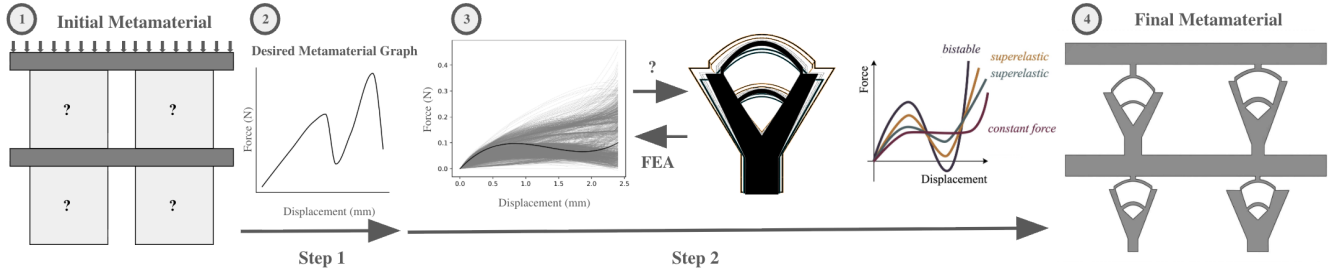 1
Initial Metamaterial
?
?
?
?
2
Desired Metamaterial Graph
Force (N)
Displacement (mm)
Step 1
3
0.4
0.3
0.2
0.1
0.0
0.0
0.5
1.0
1.5
2.0
2.5
Force (N)
Displacement (mm)
?
FEA
Force
bistable
superelastic
superelastic
constant force
Displacement
Step 2
4
Final Metamaterial